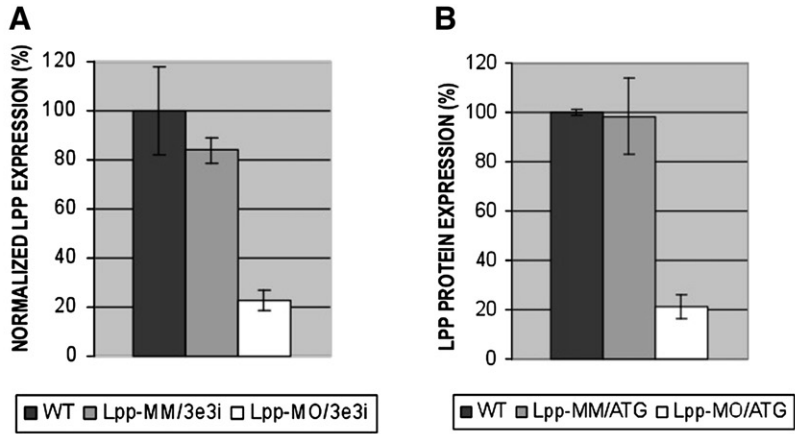 A
NORMALIZED LPP EXPRESSION (%)
120
100
80
60
40
20
0
WT Lpp-MM/3e3i Lpp-MO/3e3i
B
LPP PROTEIN EXPRESSION (%)
120
100
80
60
40
20
0
WT Lpp-MM/ATG Lpp-MO/ATG